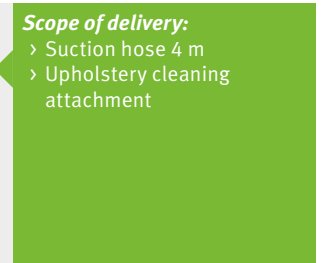 Scope of delivery:
› Suction hose 4 m
› Upholstery cleaning
attachment